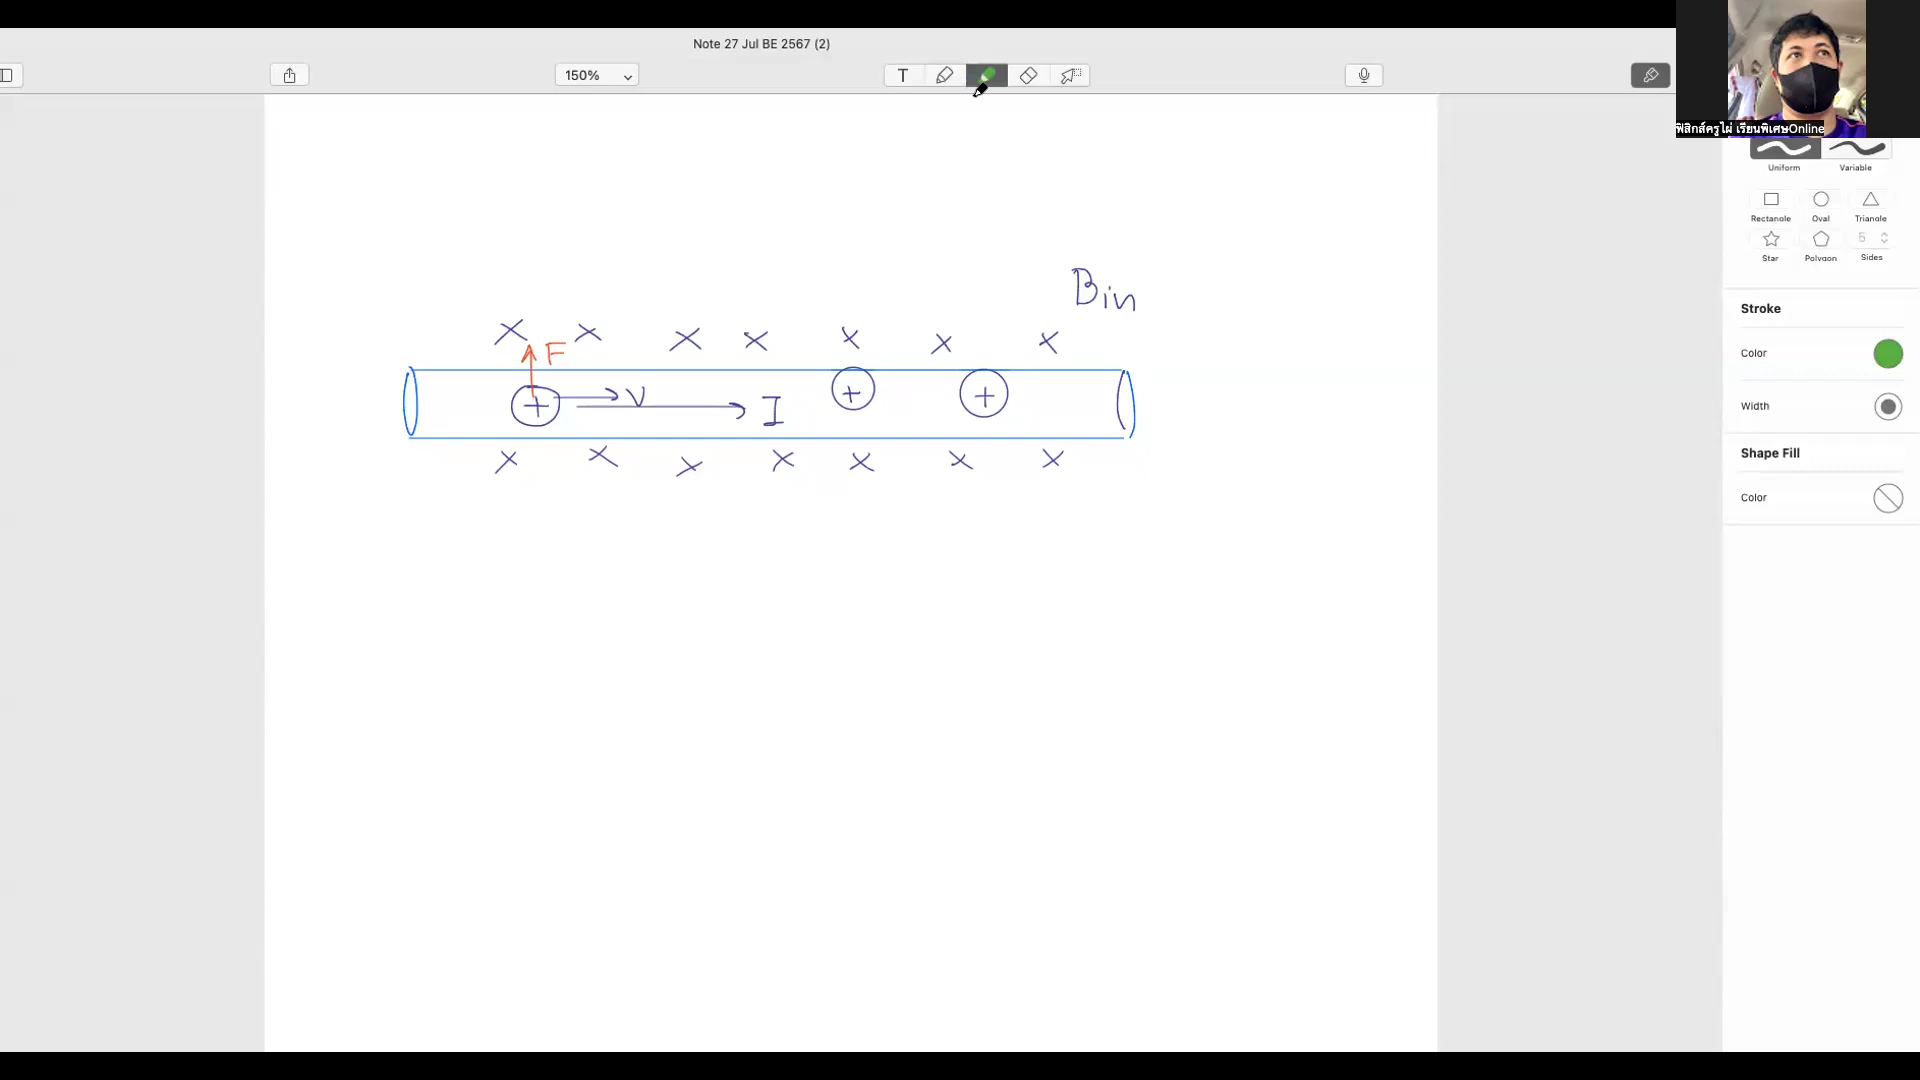 Note 27 Jul BE 2567 (2)
150%
T
ฟิสิกส์ครูไผ่ เรียนพิเศษOnline
Uniform
Variable
Rectangle
Oval
Triangle
Star
Polygon
5
Sides
Stroke
Color
Width
Shape Fill
Color
Bin
x x x x x x x
F
+ v I + +
x x x x x x x